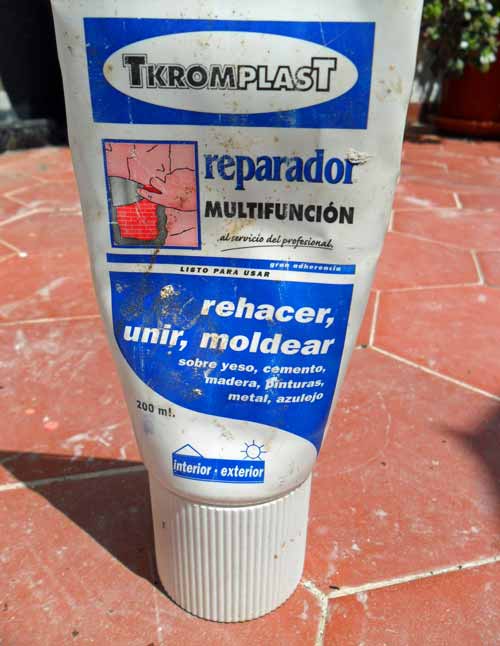 TKROMPLAST
reparador
MULTIFUNCIÓN
al servicio del profesional.
gran adherencia
LISTO PARA USAR
rehacer,
unir, moldear
sobre yeso, cemento,
madera, pinturas,
metal, azulejo
200 ml.
interior - exterior